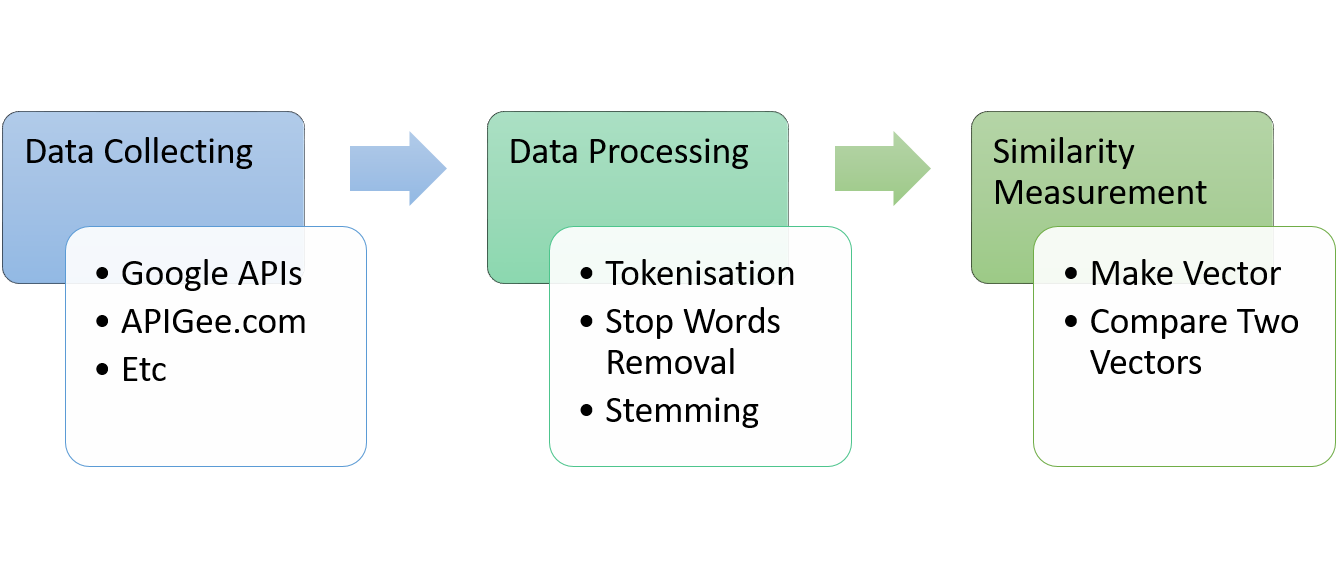 Data Collecting
• Google APIs
• APIGee.com
• Etc
Data Processing
• Tokenisation
• Stop Words
Removal
• Stemming
Similarity
Measurement
• Make Vector
• Compare Two
Vectors